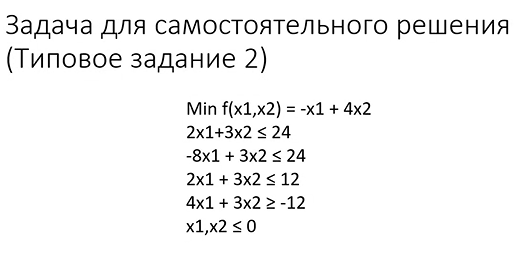 Задача для самостоятельного решения
(Типовое задание 2)
Min f(x1,x2) = -x1 + 4x2
2x1+3x2 ≤ 24
-8x1 + 3x2 ≤ 24
2x1 + 3x2 ≤ 12
4x1 + 3x2 ≥ -12
x1,x2 ≤ 0